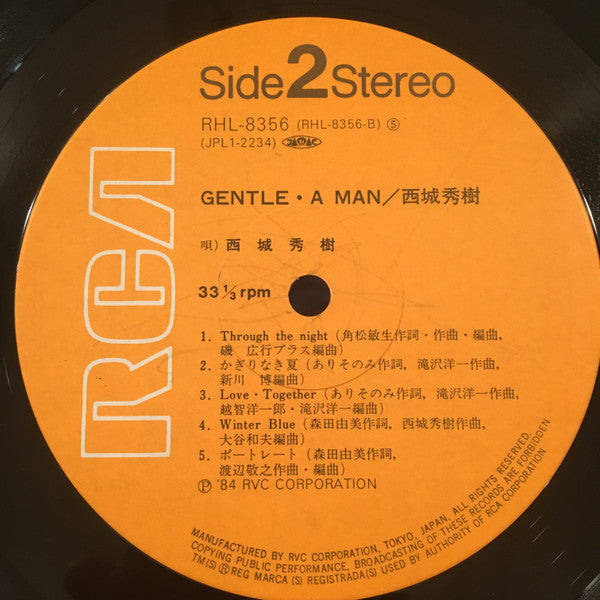 Side 2 Stereo
RHL-8356 (RHL-8356-B) ⑤
(JPL1-2234) JASRAC
GENTLE・A MAN／西城秀樹
唄) 西城秀樹
33 1/3 rpm
1. Through the night (角松敏生作詞・作曲・編曲,
磯 広行ブラス編曲)
2. かぎりなき夏 (ありそのみ作詞, 滝沢洋一作曲,
新川 博編曲)
3. Love・Together (ありそのみ作詞, 滝沢洋一作曲,
越智洋一郎・滝沢洋一編曲)
4. Winter Blue (森田由美作詞, 西城秀樹作曲,
大谷和夫編曲)
5. ポートレート (森田由美作詞,
渡辺敬之作曲・編曲)
Ⓟ '84 RVC CORPORATION
RCA
MANUFACTURED BY RVC CORPORATION, TOKYO, JAPAN. ALL RIGHTS RESERVED.
COPYING PUBLIC PERFORMANCE, BROADCASTING OF THESE RECORDS ARE FORBIDDEN
TM(S) ® REG MARCA (S) REGISTRADA(S) USED BY AUTHORITY OF RCA CORPORATION